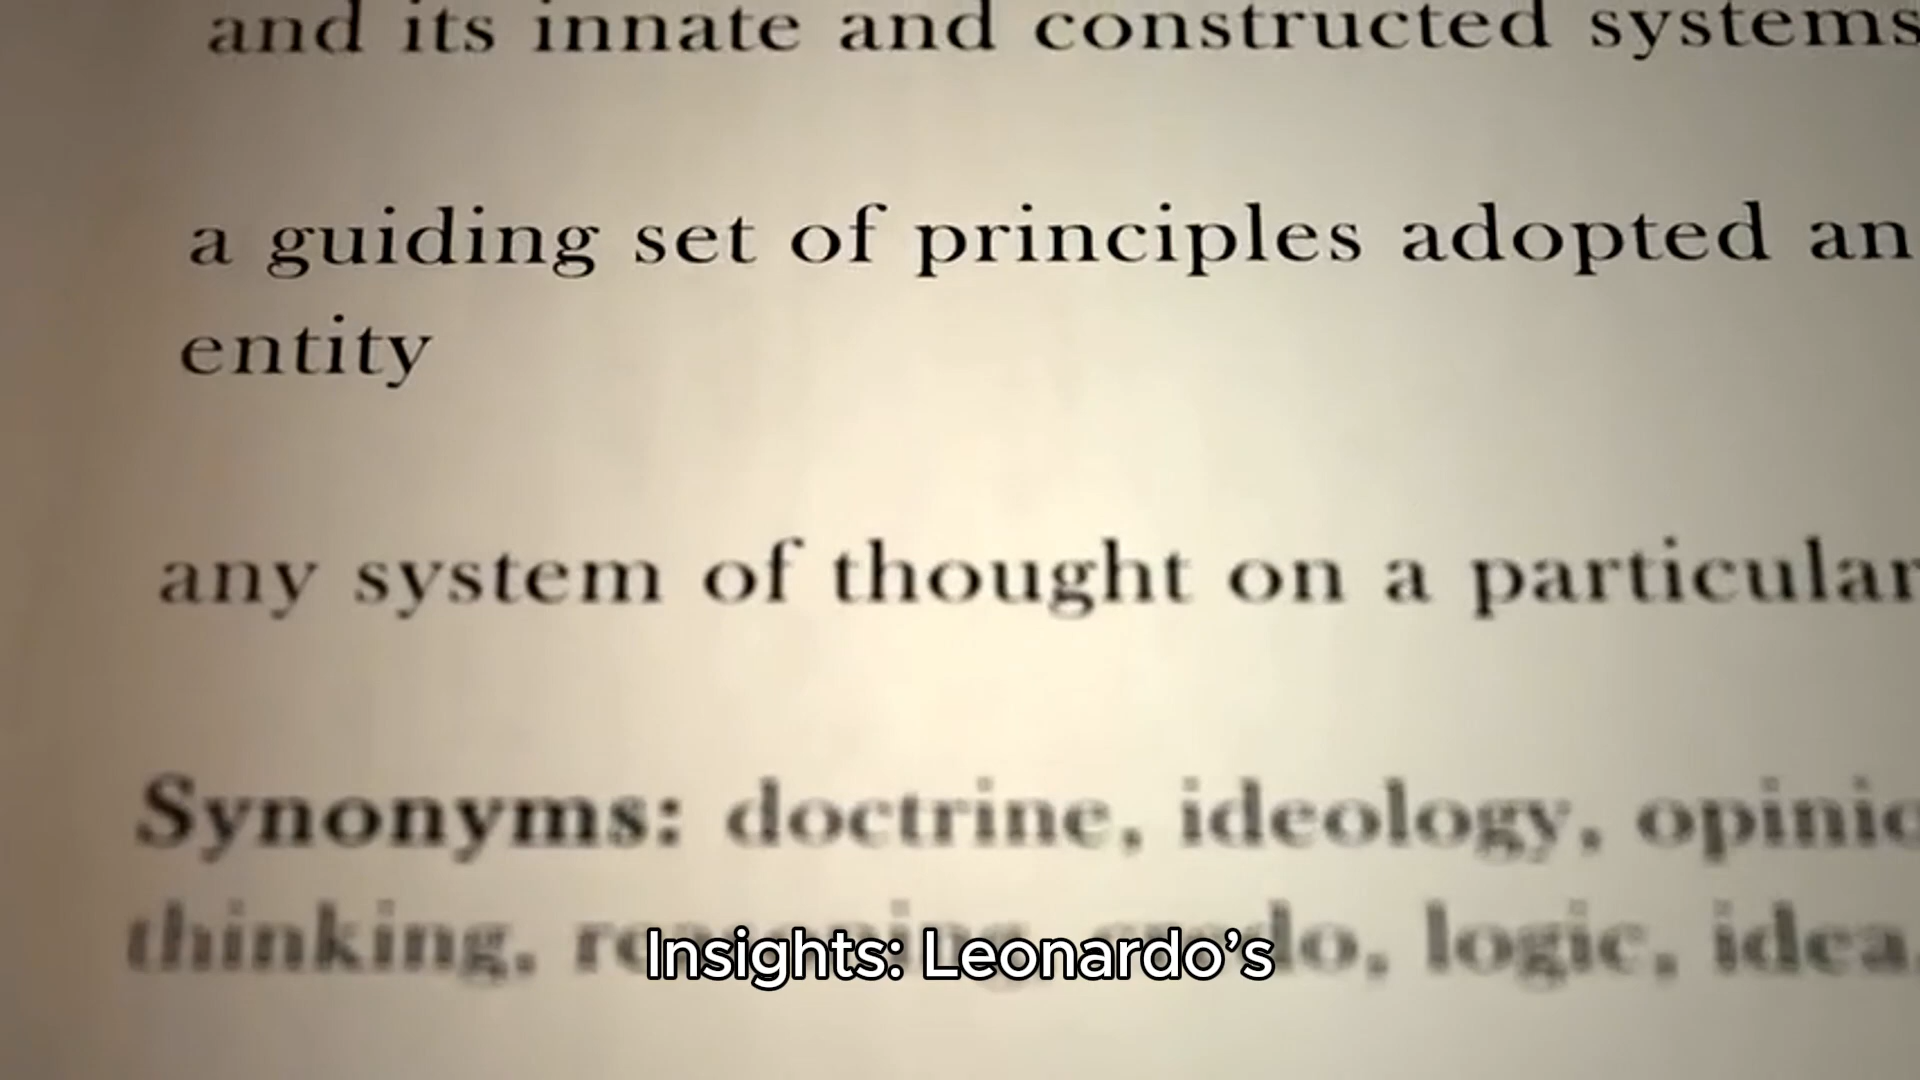 and its innate and constructed systems
a guiding set of principles adopted an
entity
any system of thought on a particular
Synonyms: doctrine, ideology, opinio
thinking, logic, idea
Insights: Leonardo’s